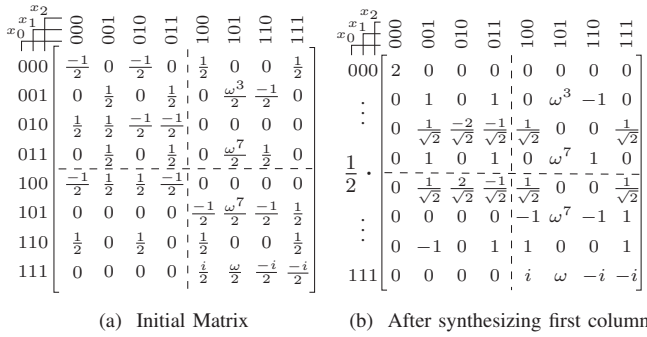 x₂
x₁
x₀
000 001 010 011 100 101 110 111
000 -1/2 0 -1/2 0 1/2 0 0 1/2
001 0 1/2 0 1/2 0 ω³/2 -1/2 0
010 1/2 1/2 -1/2 -1/2 0 0 0 0
011 0 1/2 0 1/2 0 ω⁷/2 1/2 0
100 -1/2 1/2 1/2 -1/2 0 0 0 0
101 0 0 0 0 -1/2 ω⁷/2 -1/2 1/2
110 1/2 0 1/2 0 1/2 0 0 1/2
111 0 0 0 0 i/2 ω/2 -i/2 -i/2
(a) Initial Matrix
x₂
x₁
x₀
000 001 010 011 100 101 110 111
000 2 0 0 0 0 0 0 0
⋮ 0 1 0 1 0 ω³ -1 0
0 1/√2 -2/√2 -1/√2 1/√2 0 0 1/√2
0 1 0 1 0 ω⁷ 1 0
1/2 ·
0 1/√2 2/√2 -1/√2 1/√2 0 0 1/√2
⋮ 0 0 0 0 -1 ω⁷ -1 1
0 -1 0 1 1 0 0 1
111 0 0 0 0 i ω -i -i
(b) After synthesizing first column